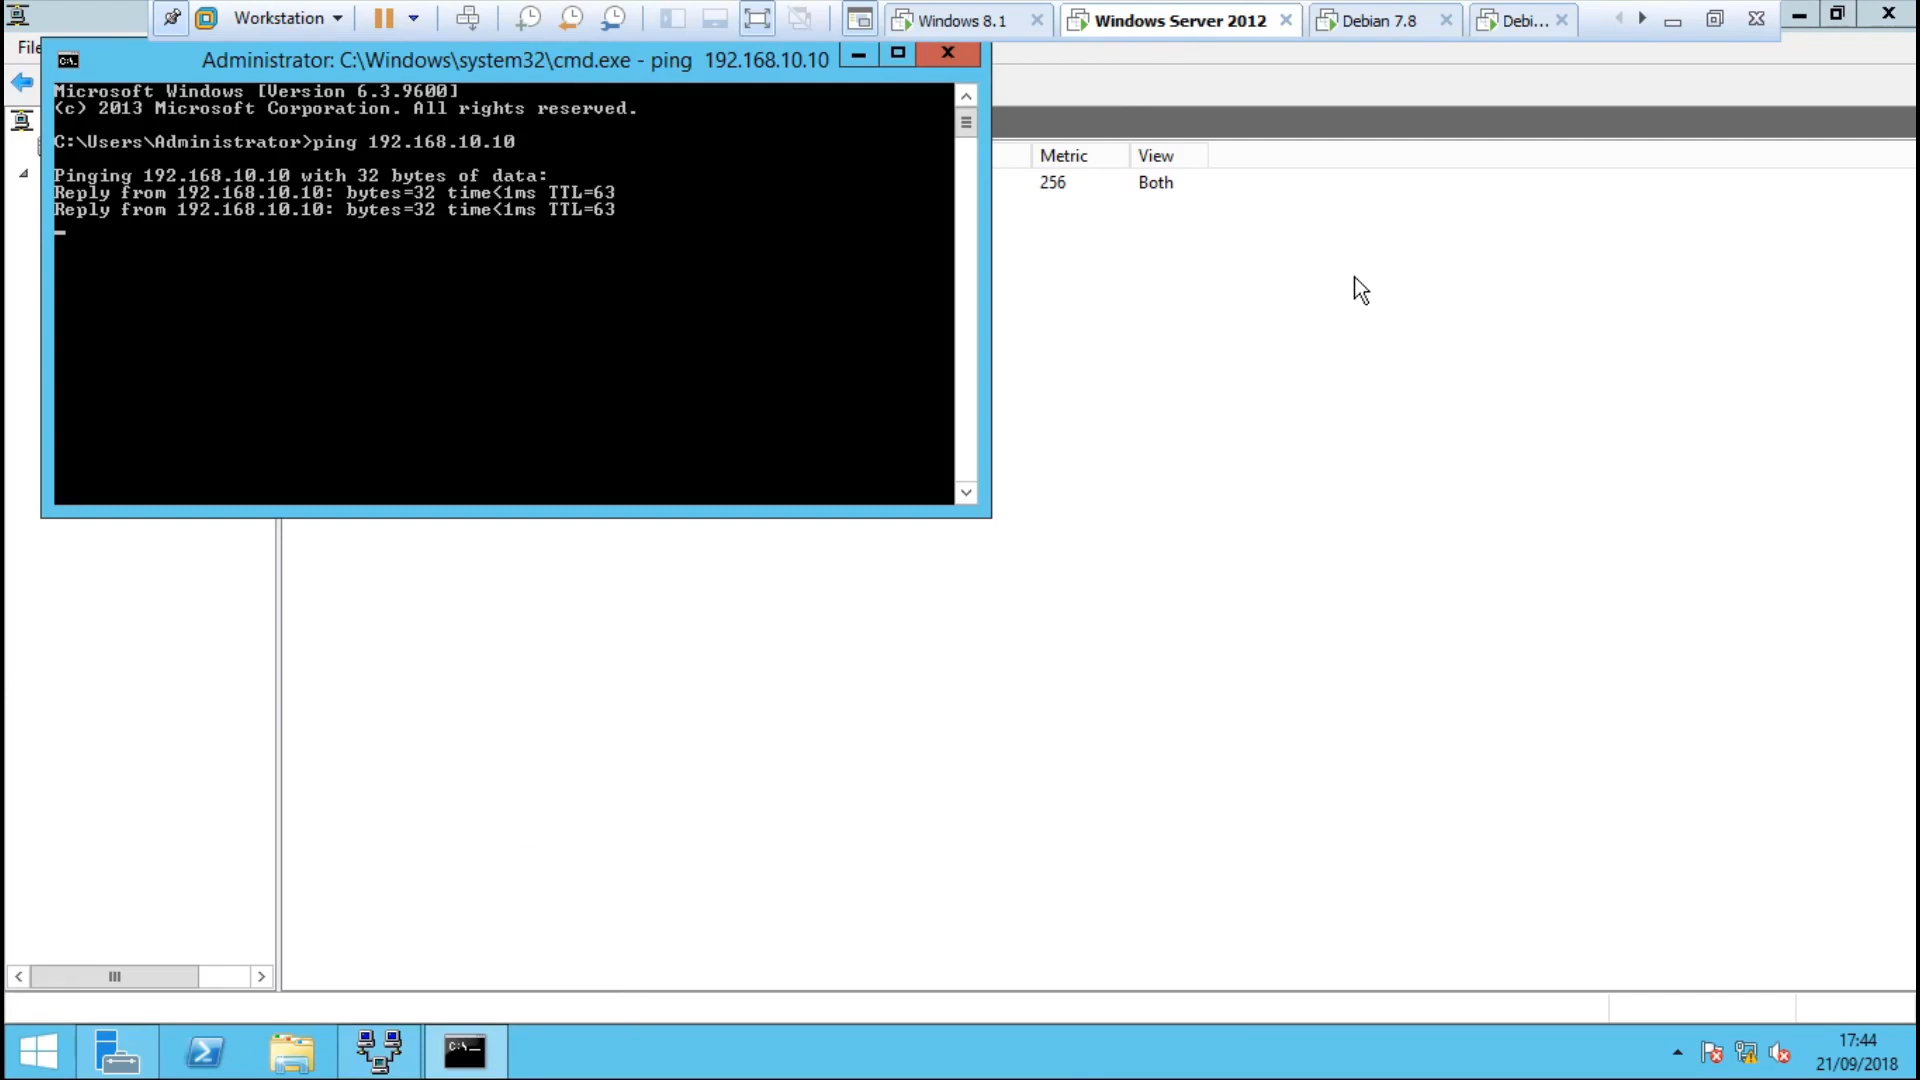 Workstation
Windows 8.1
Windows Server 2012
Debian 7.8
Debi...
File
Administrator: C:\Windows\system32\cmd.exe - ping 192.168.10.10
Microsoft Windows [Version 6.3.9600]
(c) 2013 Microsoft Corporation. All rights reserved.
C:\Users\Administrator>ping 192.168.10.10
Pinging 192.168.10.10 with 32 bytes of data:
Reply from 192.168.10.10: bytes=32 time<1ms TTL=63
Reply from 192.168.10.10: bytes=32 time<1ms TTL=63
Metric View
256 Both
17:44
21/09/2018